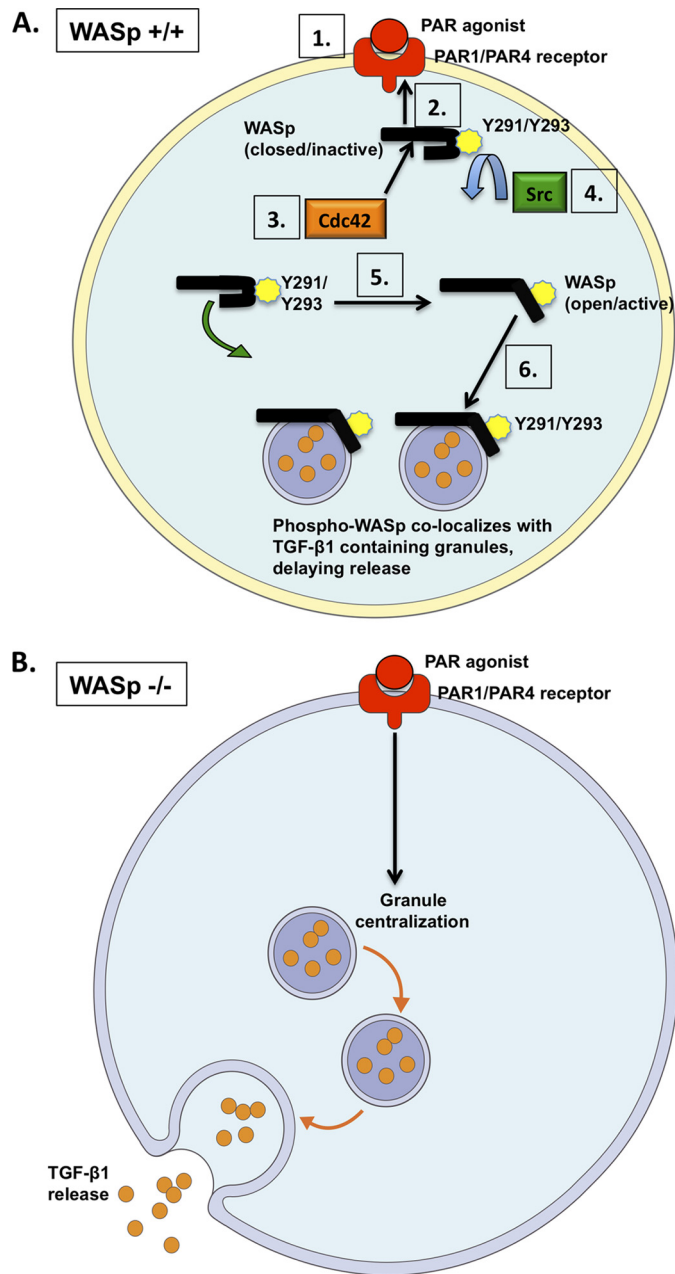 A.
WASp +/+
1.
PAR agonist
PAR1/PAR4 receptor
2.
WASp
(closed/inactive)
Y291/Y293
3.
Cdc42
Src
4.
Y291/
Y293
5.
WASp
(open/active)
6.
Y291/Y293
Phospho-WASp co-localizes with
TGF-β1 containing granules,
delaying release
B.
WASp -/-
PAR agonist
PAR1/PAR4 receptor
Granule
centralization
TGF-β1
release